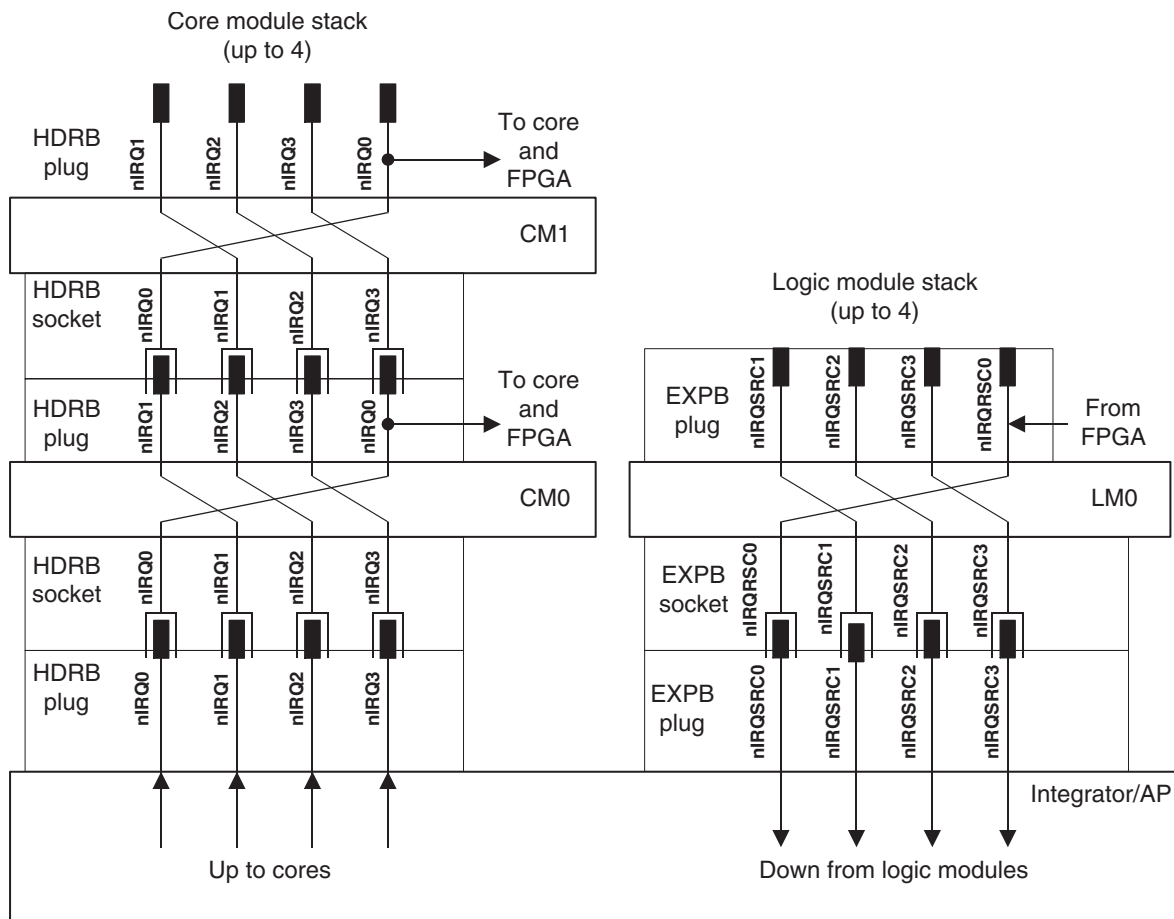 Core module stack
(up to 4)
HDRB
plug
nIRQ1
nIRQ2
nIRQ3
nIRQ0
To core
and
FPGA
CM1
HDRB
socket
nIRQ0
nIRQ1
nIRQ2
nIRQ3
HDRB
plug
nIRQ1
nIRQ2
nIRQ3
nIRQ0
To core
and
FPGA
CM0
HDRB
socket
nIRQ0
nIRQ1
nIRQ2
nIRQ3
HDRB
plug
nIRQ0
nIRQ1
nIRQ2
nIRQ3
Up to cores
Logic module stack
(up to 4)
EXPB
plug
nIRQSRC1
nIRQSRC2
nIRQSRC3
nIRQRSC0
From
FPGA
LM0
EXPB
socket
nIRQRSC0
nIRQSRC1
nIRQSRC2
nIRQSRC3
EXPB
plug
nIRQSRC0
nIRQSRC1
nIRQSRC2
nIRQSRC3
Integrator/AP
Down from logic modules